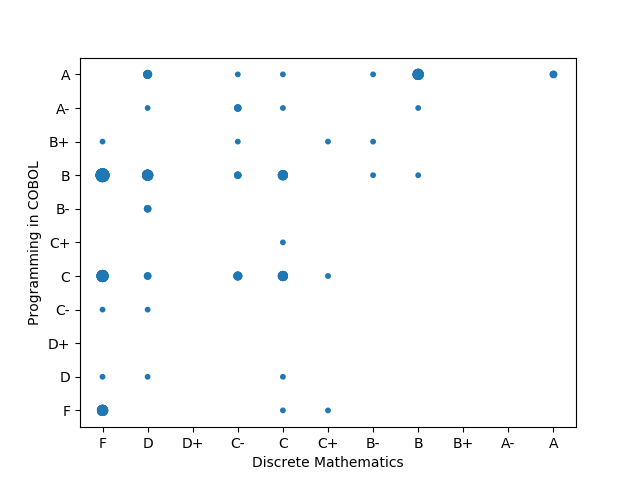 A
A-
B+
B
B-
C+
C
C-
D+
D
F
Programming in COBOL
F D D+ C- C C+ B- B B+ A- A
Discrete Mathematics